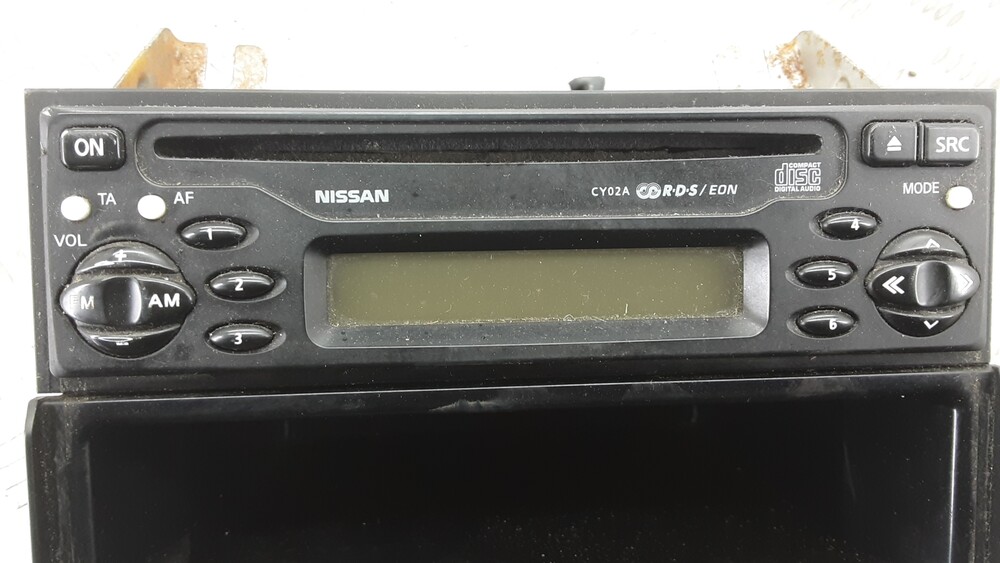 ON
SRC
TA
AF
NISSAN
CY02A R·D·S/EON
COMPACT
disc
DIGITAL AUDIO
MODE
VOL
1
4
+
FM
AM
2
5
3
6